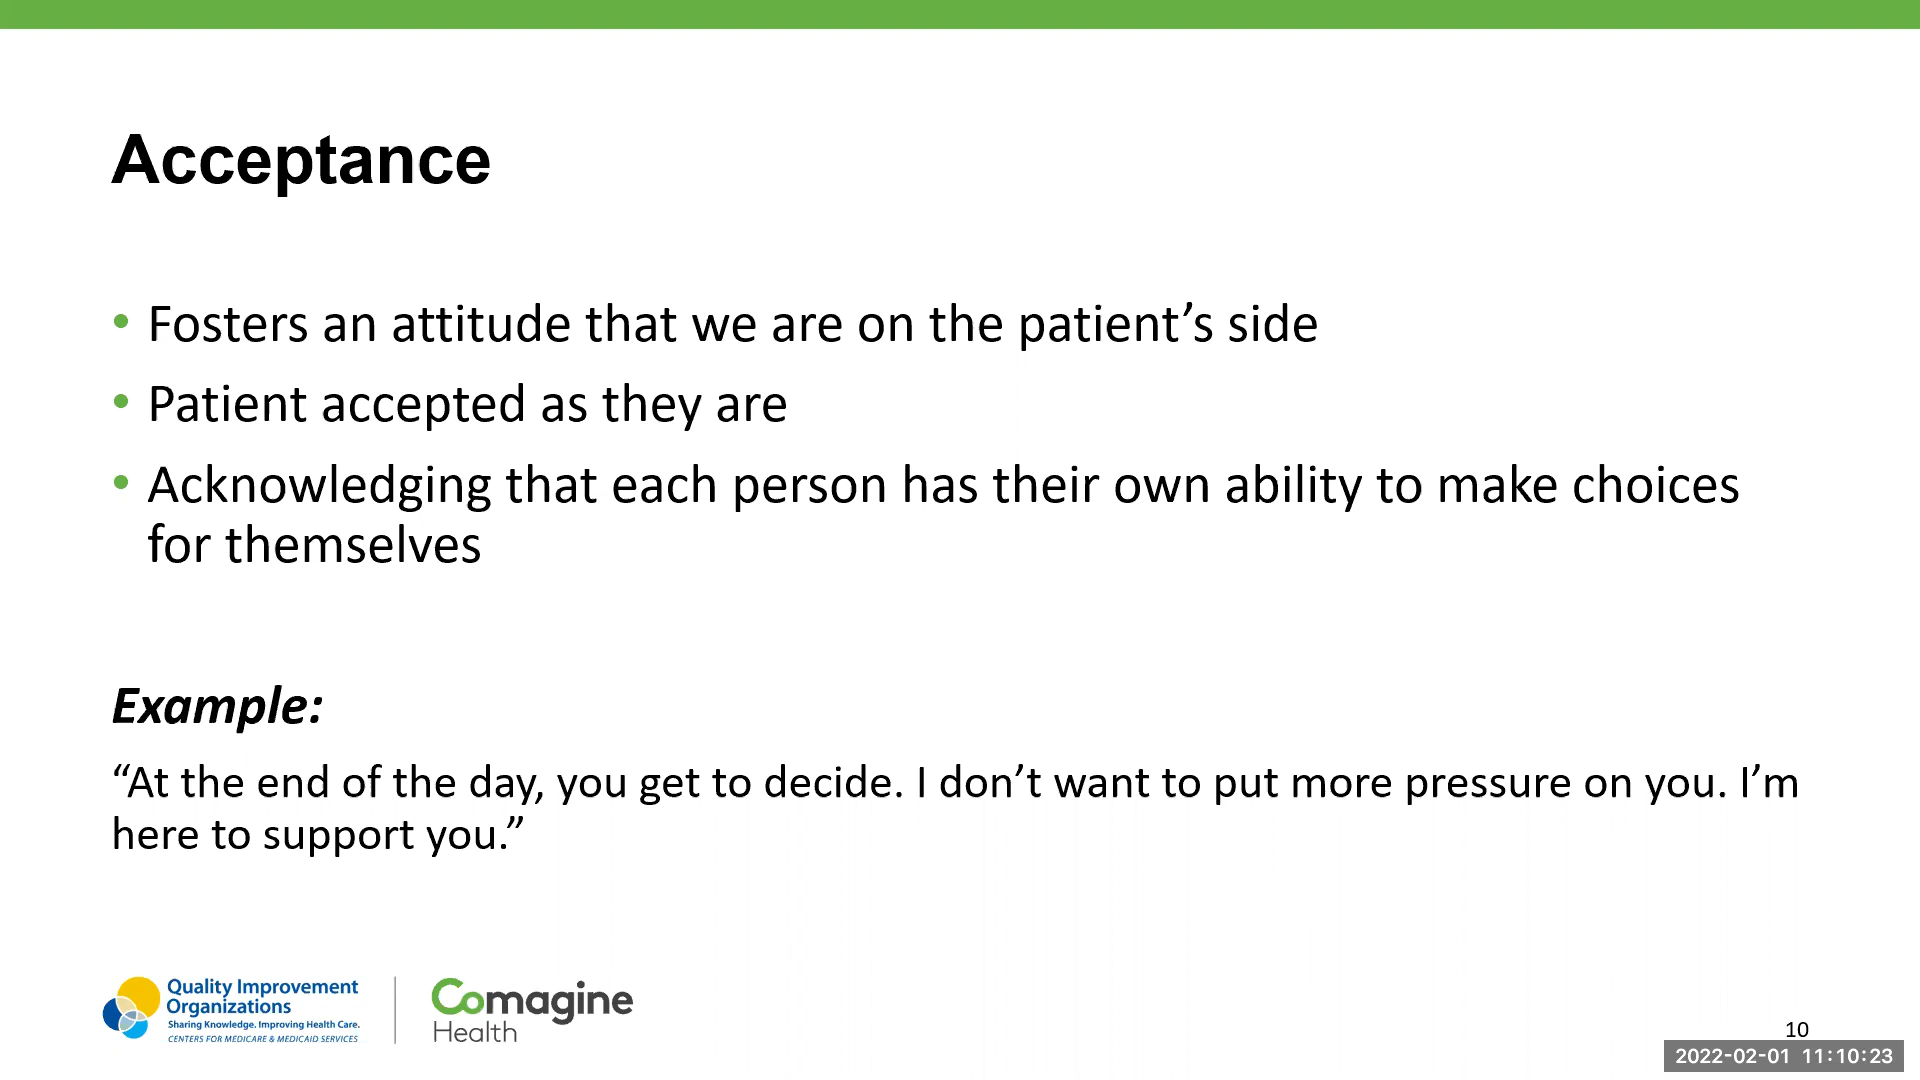 Acceptance
• Fosters an attitude that we are on the patient’s side
• Patient accepted as they are
• Acknowledging that each person has their own ability to make choices
for themselves
Example:
“At the end of the day, you get to decide. I don’t want to put more pressure on you. I’m
here to support you.”
Quality Improvement
Organizations
Sharing Knowledge. Improving Health Care.
CENTERS FOR MEDICARE & MEDICAID SERVICES
Comagine
Health
10
2022-02-01 11:10:23